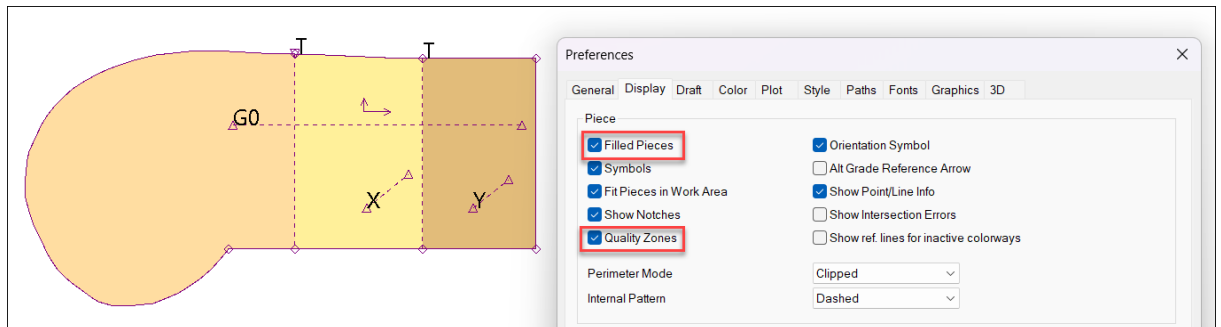 T
T
G0
X
Y
Preferences
General Display Draft Color Plot Style Paths Fonts Graphics 3D
Piece
Filled Pieces
Orientation Symbol
Symbols
Alt Grade Reference Arrow
Fit Pieces in Work Area
Show Point/Line Info
Show Notches
Show Intersection Errors
Quality Zones
Show ref. lines for inactive colorways
Perimeter Mode
Clipped
Internal Pattern
Dashed